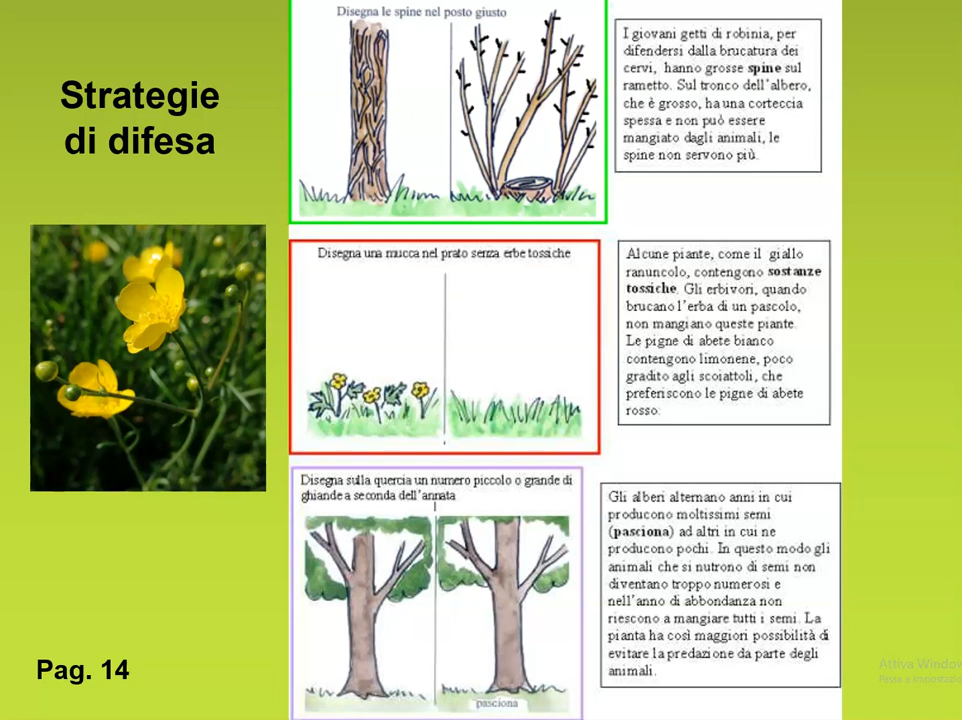 Strategie
di difesa
Disegna le spine nel posto giusto
I giovani getti di robinia, per
difendersi dalla brucatura dei
cervi, hanno grosse spine sul
rametto. Sul tronco dell'albero,
che è grosso, ha una corteccia
spessa e non può essere
mangiato dagli animali, le
spine non servono più.
Disegna una mucca nel prato senza erbe tossiche
Alcune piante, come il giallo
ranuncolo, contengono sostanze
tossiche. Gli erbivori, quando
brucano l'erba di un pascolo,
non mangiano queste piante.
Le pigne di abete bianco
contengono limonene, poco
gradito agli scoiattoli, che
preferiscono le pigne di abete
rosso.
Disegna sulla quercia un numero piccolo o grande di
ghiande a seconda dell'annata
pasciona
Gli alberi alternano anni in cui
producono moltissimi semi
(pasciona) ad altri in cui ne
producono pochi. In questo modo gli
animali che si nutrono di semi non
diventano troppo numerosi e
nell'anno di abbondanza non
riescono a mangiare tutti i semi. La
pianta ha così maggiori possibilità di
evitare la predazione da parte degli
animali.
Pag. 14
Attiva Window